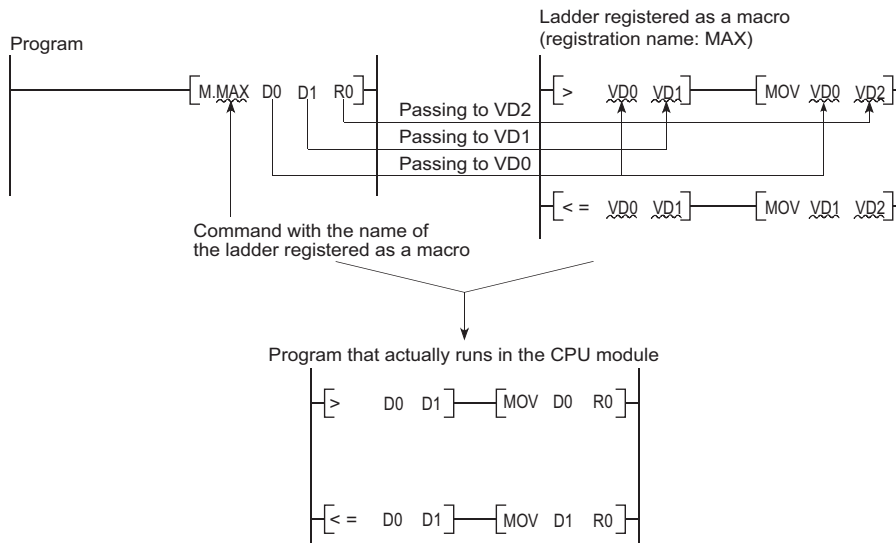 Program
Ladder registered as a macro
(registration name: MAX)
M.MAX D0 D1 R0
> VD0 VD1 MOV VD0 VD2
Passing to VD2
Passing to VD1
Passing to VD0
< = VD0 VD1 MOV VD1 VD2
Command with the name of
the ladder registered as a macro
Program that actually runs in the CPU module
> D0 D1 MOV D0 R0
< = D0 D1 MOV D1 R0